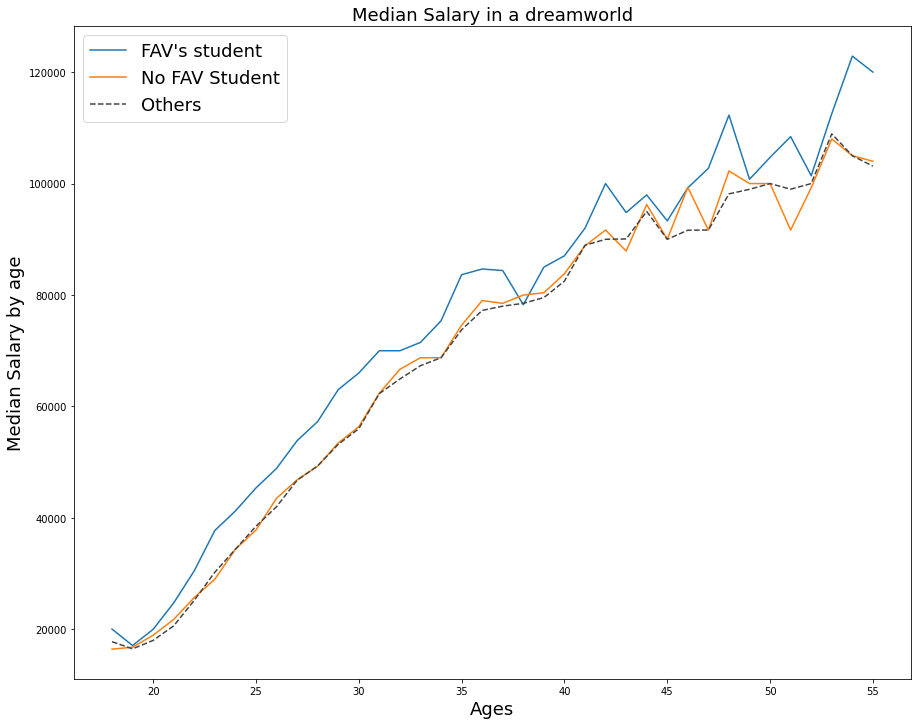 Median Salary in a dreamworld
FAV's student
No FAV Student
Others
120000
100000
80000
60000
40000
20000
Median Salary by age
20 25 30 35 40 45 50 55
Ages